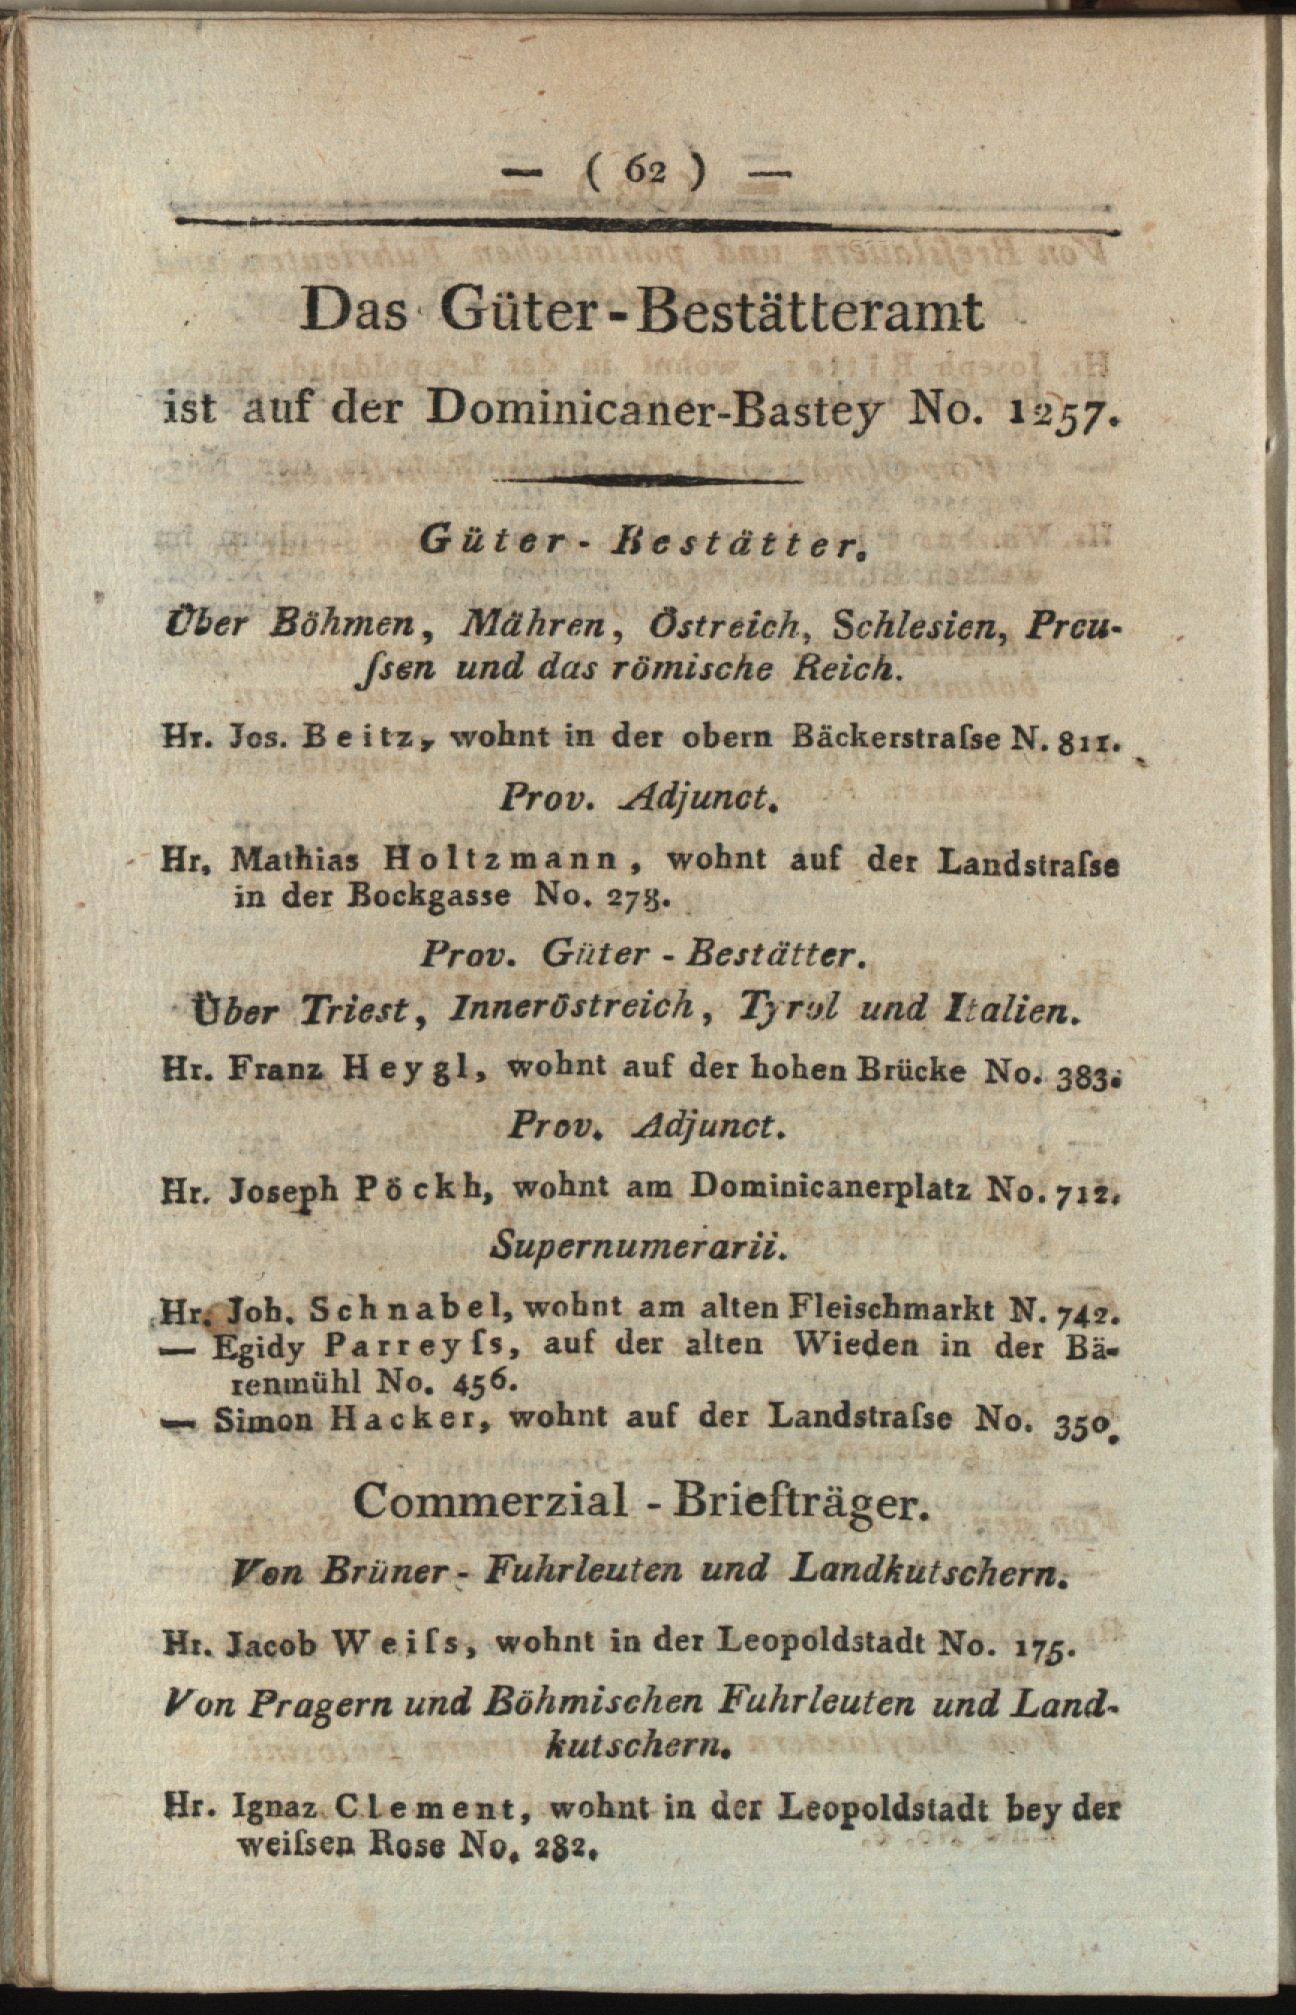 — ( 62 ) —
Das Güter-Bestätteramt
ist auf der Dominicaner-Bastey No. 1257.
Güter-Bestätter.
Über Böhmen, Mähren, Östreich, Schlesien, Preu-
ſsen und das römische Reich.
Hr. Jos. Beitz, wohnt in der obern Bäckerstraſse N. 811.
Prov. Adjunct.
Hr. Mathias Holtzmann, wohnt auf der Landstraſse
in der Bockgasse No. 278.
Prov. Güter-Bestätter.
Über Triest, Inneröstreich, Tyrol und Italien.
Hr. Franz Heygl, wohnt auf der hohen Brücke No. 383.
Prov. Adjunct.
Hr. Joseph Pöckh, wohnt am Dominicanerplatz No. 712.
Supernumerarii.
Hr. Joh. Schnabel, wohnt am alten Fleischmarkt N. 742.
— Egidy Parreyſs, auf der alten Wieden in der Bä-
renmühl No. 456.
— Simon Hacker, wohnt auf der Landstraſse No. 350.
Commerzial-Briefträger.
Von Brüner-Fuhrleuten und Landkutschern.
Hr. Jacob Weiſs, wohnt in der Leopoldstadt No. 175.
Von Pragern und Böhmischen Fuhrleuten und Land-
kutschern.
Hr. Ignaz Clement, wohnt in der Leopoldstadt bey der
weiſsen Rose No. 282.